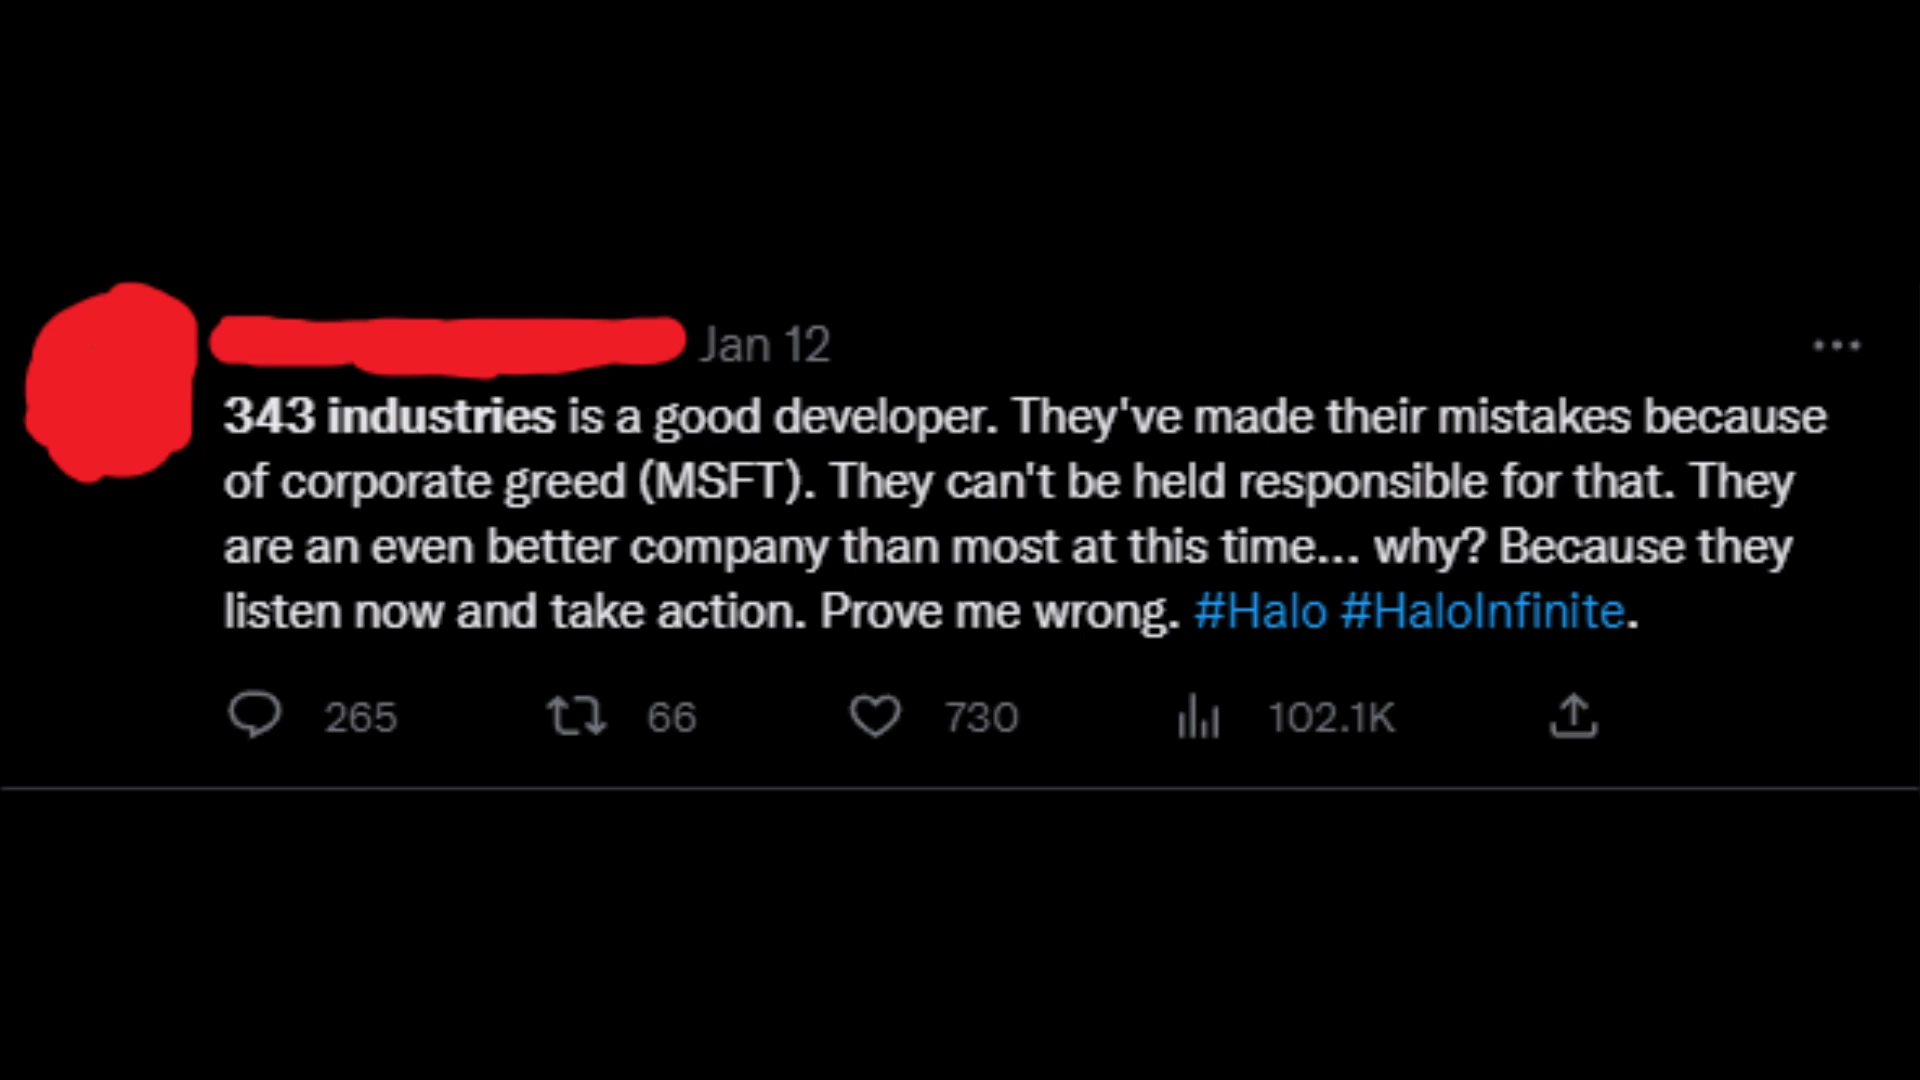 Jan 12
343 industries is a good developer. They've made their mistakes because
of corporate greed (MSFT). They can't be held responsible for that. They
are an even better company than most at this time... why? Because they
listen now and take action. Prove me wrong. #Halo #HaloInfinite.
265 66 730 102.1K